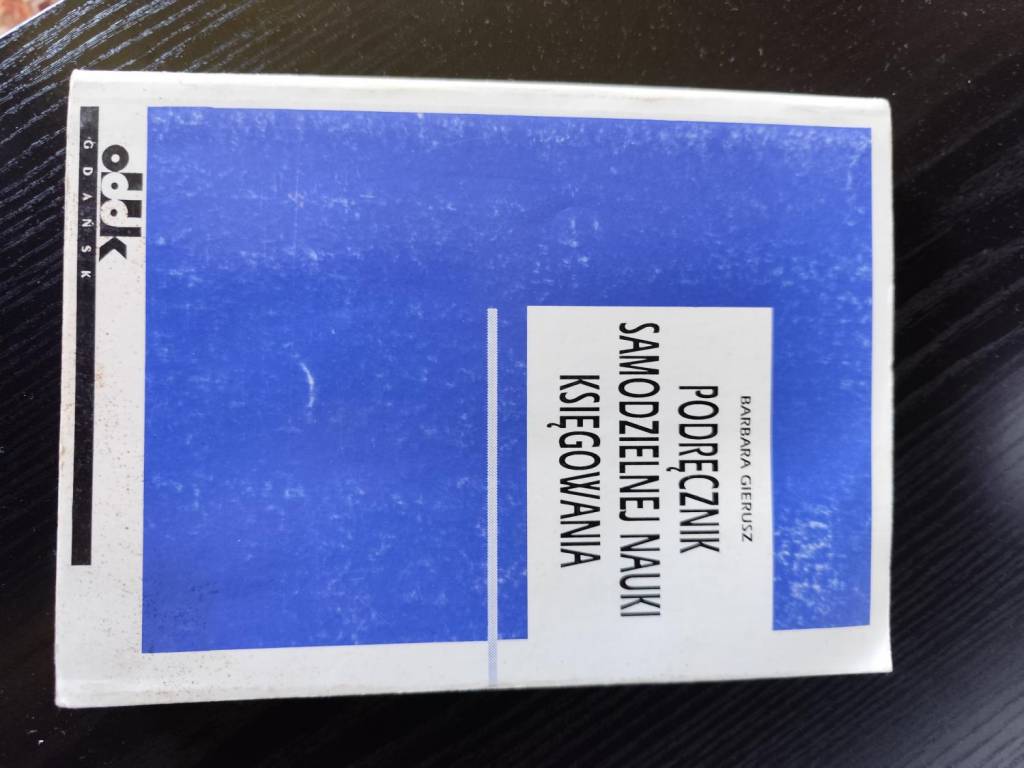 BARBARA GIERUSZ
PODRĘCZNIK
SAMODZIELNEJ NAUKI
KSIĘGOWANIA
oddk
GDAŃSK